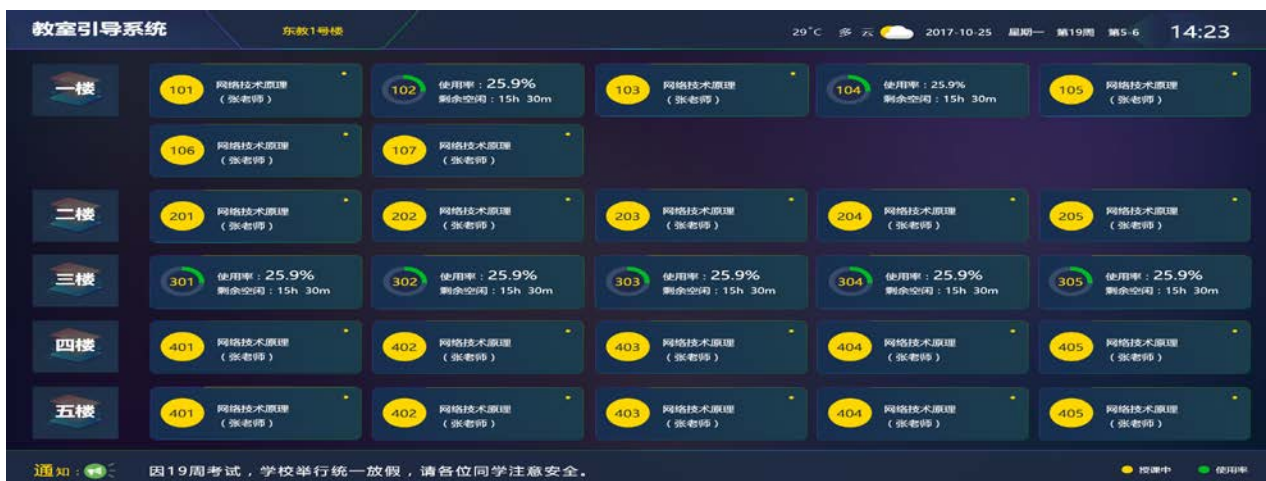 教室引导系统 东教1号楼 29°C 多云 2017-10-25 星期一 第19周 第5-6 14:23
一楼
101 网络技术原理
(张老师)
102 使用率:25.9%
剩余空闲:15h 30m
103 网络技术原理
(张老师)
104 使用率:25.9%
剩余空闲:15h 30m
105 网络技术原理
(张老师)
106 网络技术原理
(张老师)
107 网络技术原理
(张老师)
二楼
201 网络技术原理
(张老师)
202 网络技术原理
(张老师)
203 网络技术原理
(张老师)
204 网络技术原理
(张老师)
205 网络技术原理
(张老师)
三楼
301 使用率:25.9%
剩余空闲:15h 30m
302 使用率:25.9%
剩余空闲:15h 30m
303 使用率:25.9%
剩余空闲:15h 30m
304 使用率:25.9%
剩余空闲:15h 30m
305 使用率:25.9%
剩余空闲:15h 30m
四楼
401 网络技术原理
(张老师)
402 网络技术原理
(张老师)
403 网络技术原理
(张老师)
404 网络技术原理
(张老师)
405 网络技术原理
(张老师)
五楼
401 网络技术原理
(张老师)
402 网络技术原理
(张老师)
403 网络技术原理
(张老师)
404 网络技术原理
(张老师)
405 网络技术原理
(张老师)
通知: 因19周考试,学校举行统一放假,请各位同学注意安全。 授课中 使用率